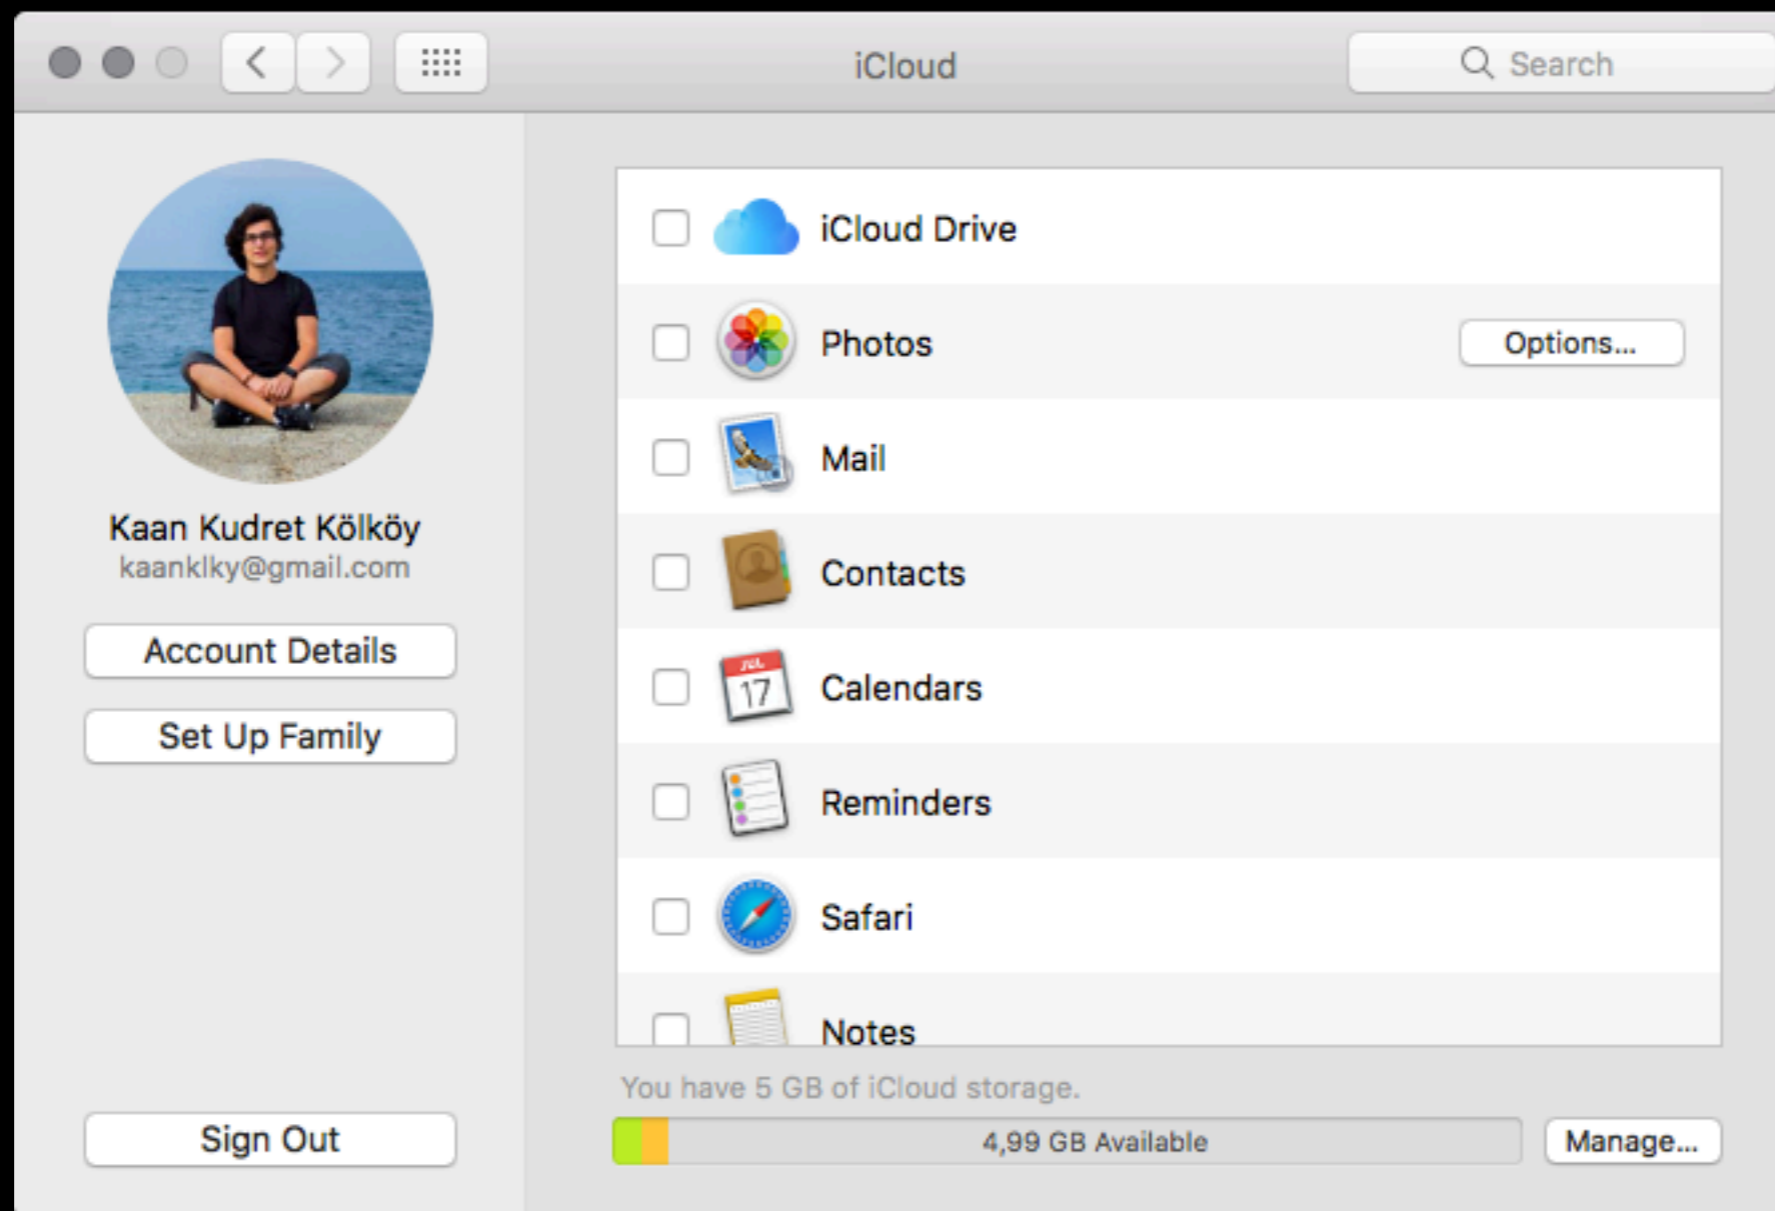 iCloud
Search
Kaan Kudret Kölköy
kaanklky@gmail.com
Account Details
Set Up Family
Sign Out
iCloud Drive
Photos
Options...
Mail
Contacts
JUL
17
Calendars
Reminders
Safari
Notes
You have 5 GB of iCloud storage.
4,99 GB Available
Manage...